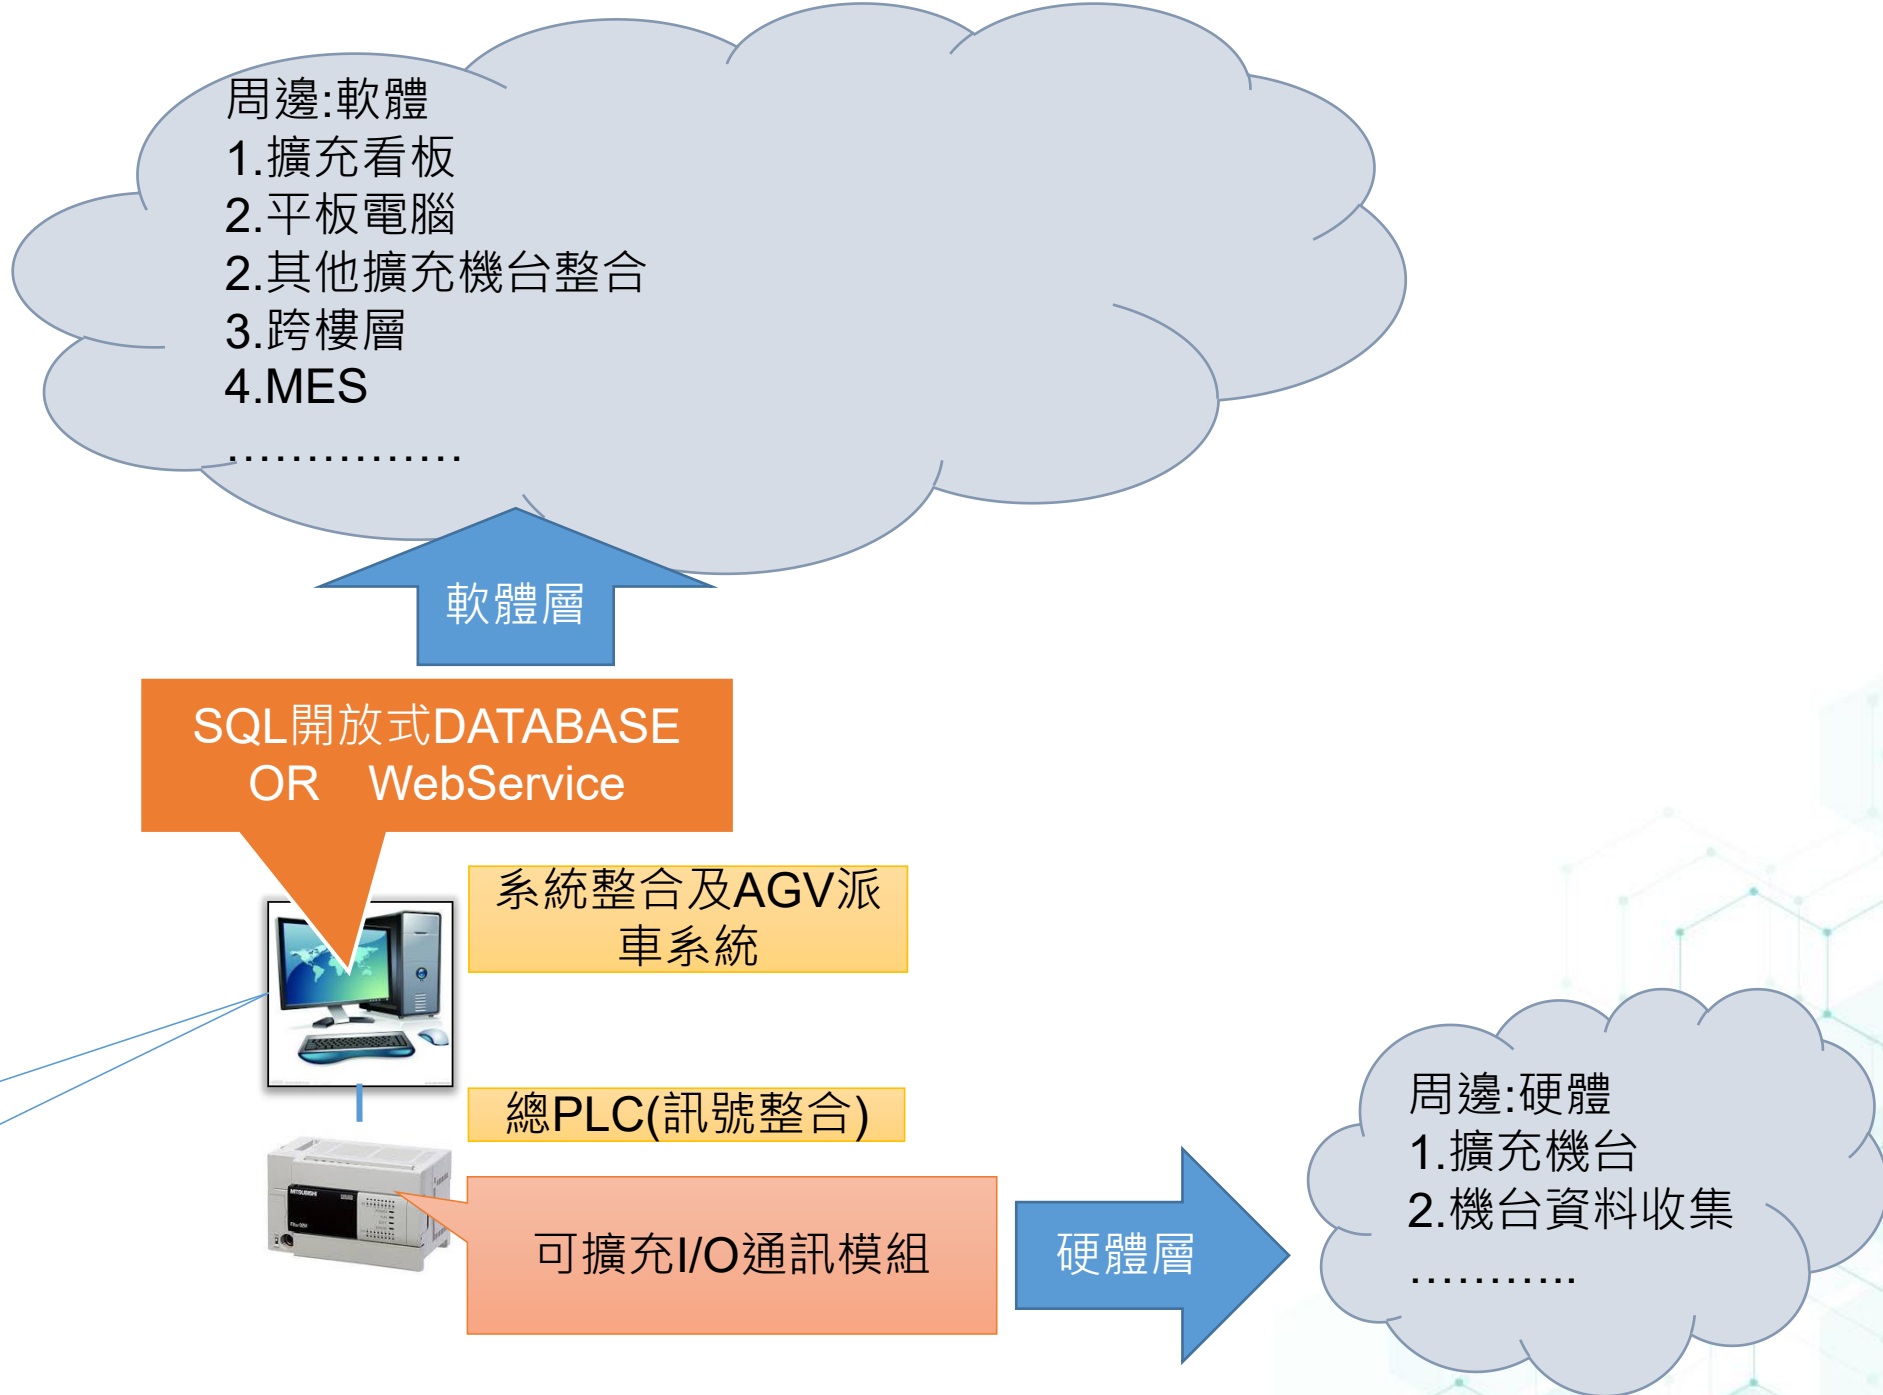 周邊:軟體
1.擴充看板
2.平板電腦
2.其他擴充機台整合
3.跨樓層
4.MES
……………
軟體層
SQL開放式DATABASE
OR　WebService
系統整合及AGV派
車系統
總PLC(訊號整合)
MITSUBISHI
可擴充I/O通訊模組
硬體層
周邊:硬體
1.擴充機台
2.機台資料收集
………..